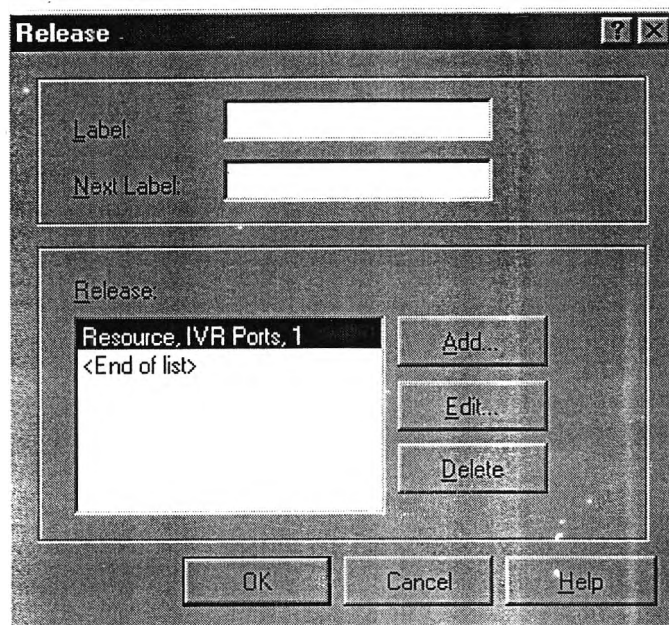 Release
Label:
Next Label:
Release:
Resource, IVR Ports, 1
<End of list>
Add...
Edit...
Delete
OK Cancel Help